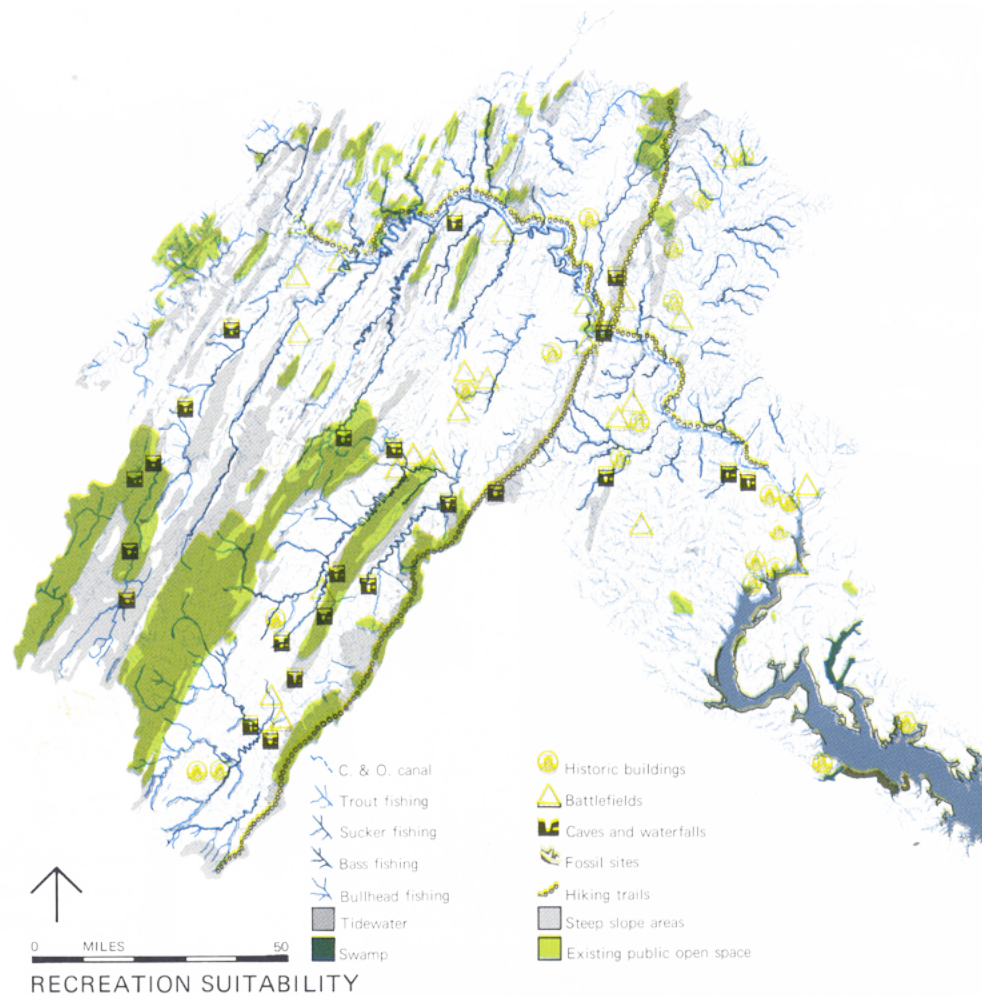 C. & O. canal
Trout fishing
Sucker fishing
Bass fishing
Bullhead fishing
Tidewater
Swamp
Historic buildings
Battlefields
Caves and waterfalls
Fossil sites
Hiking trails
Steep slope areas
Existing public open space
0 MILES 50
RECREATION SUITABILITY